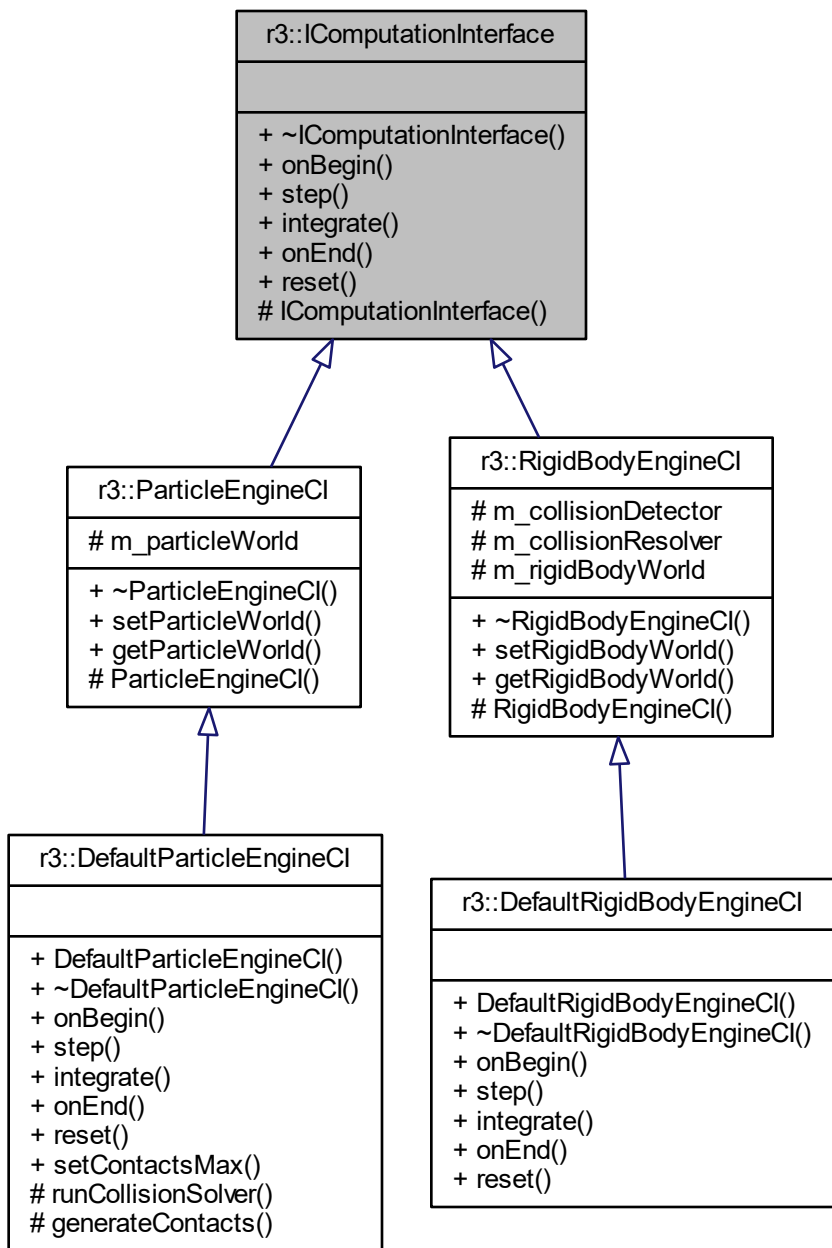 r3::IComputationInterface
+ ~IComputationInterface()
+ onBegin()
+ step()
+ integrate()
+ onEnd()
+ reset()
# IComputationInterface()
r3::ParticleEngineCI
# m_particleWorld
+ ~ParticleEngineCI()
+ setParticleWorld()
+ getParticleWorld()
# ParticleEngineCI()
r3::RigidBodyEngineCI
# m_collisionDetector
# m_collisionResolver
# m_rigidBodyWorld
+ ~RigidBodyEngineCI()
+ setRigidBodyWorld()
+ getRigidBodyWorld()
# RigidBodyEngineCI()
r3::DefaultParticleEngineCI
+ DefaultParticleEngineCI()
+ ~DefaultParticleEngineCI()
+ onBegin()
+ step()
+ integrate()
+ onEnd()
+ reset()
+ setContactsMax()
# runCollisionSolver()
# generateContacts()
r3::DefaultRigidBodyEngineCI
+ DefaultRigidBodyEngineCI()
+ ~DefaultRigidBodyEngineCI()
+ onBegin()
+ step()
+ integrate()
+ onEnd()
+ reset()